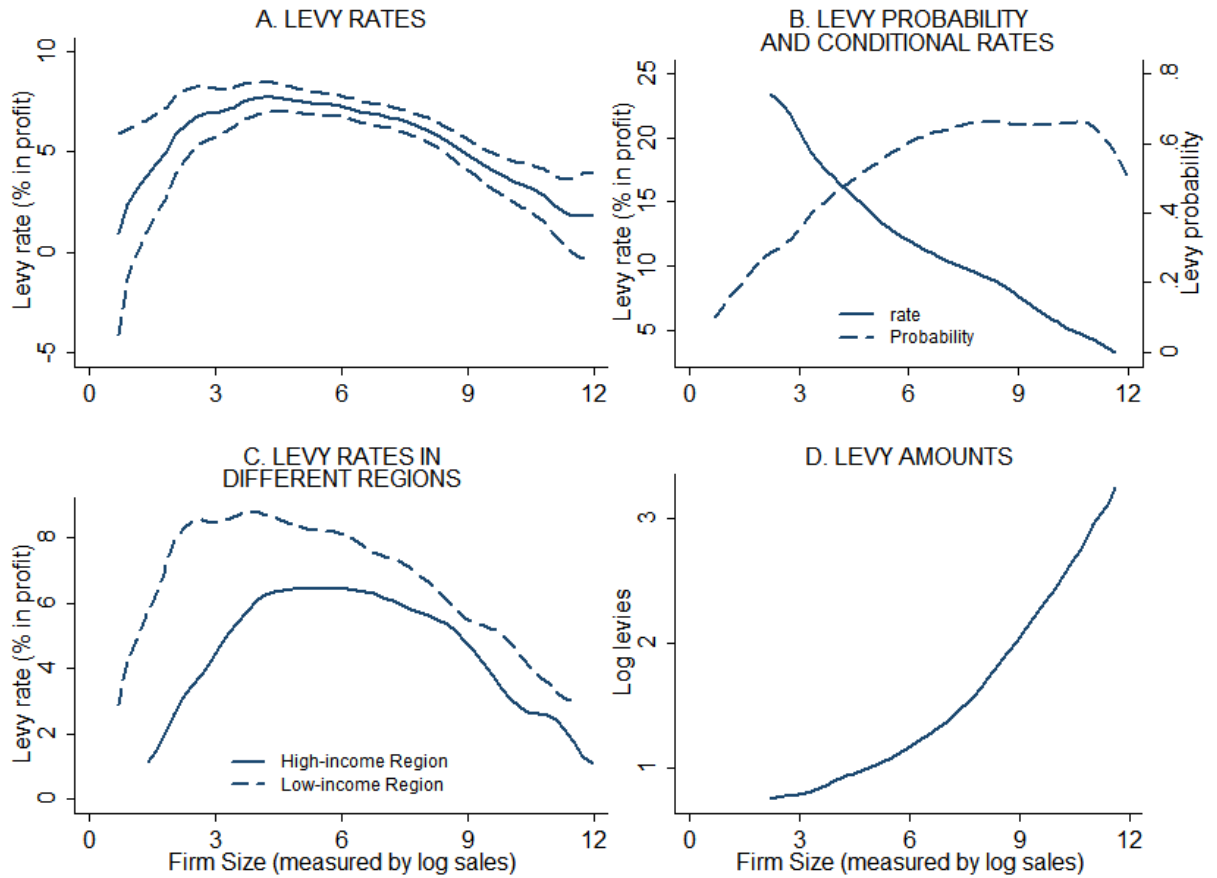 A. LEVY RATES
Levy rate (% in profit)
10
5
0
-5
0 3 6 9 12
B. LEVY PROBABILITY
AND CONDITIONAL RATES
Levy rate (% in profit)
25
20
15
10
5
Levy probability
.8
.6
.4
.2
0
rate
Probability
0 3 6 9 12
C. LEVY RATES IN
DIFFERENT REGIONS
Levy rate (% in profit)
8
6
4
2
0
High-income Region
Low-income Region
0 3 6 9 12
Firm Size (measured by log sales)
D. LEVY AMOUNTS
Log levies
3
2
1
0 3 6 9 12
Firm Size (measured by log sales)